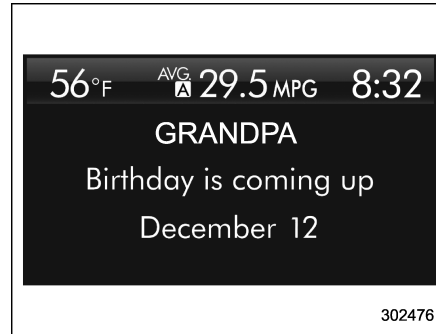 56°F AVG A 29.5 MPG 8:32
GRANDPA
Birthday is coming up
December 12
302476